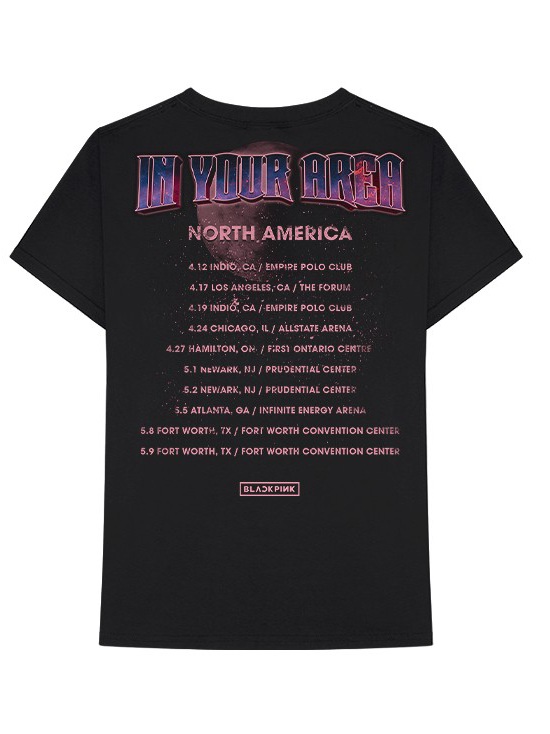 IN YOUR AREA
NORTH AMERICA
4.12 INDIO, CA / EMPIRE POLO CLUB
4.17 LOS ANGELES, CA / THE FORUM
4.19 INDIO, CA / EMPIRE POLO CLUB
4.24 CHICAGO, IL / ALLSTATE ARENA
4.27 HAMILTON, ON / FIRST ONTARIO CENTRE
5.1 NEWARK, NJ / PRUDENTIAL CENTER
5.2 NEWARK, NJ / PRUDENTIAL CENTER
5.5 ATLANTA, GA / INFINITE ENERGY ARENA
5.8 FORT WORTH, TX / FORT WORTH CONVENTION CENTER
5.9 FORT WORTH, TX / FORT WORTH CONVENTION CENTER
BLACKPINK